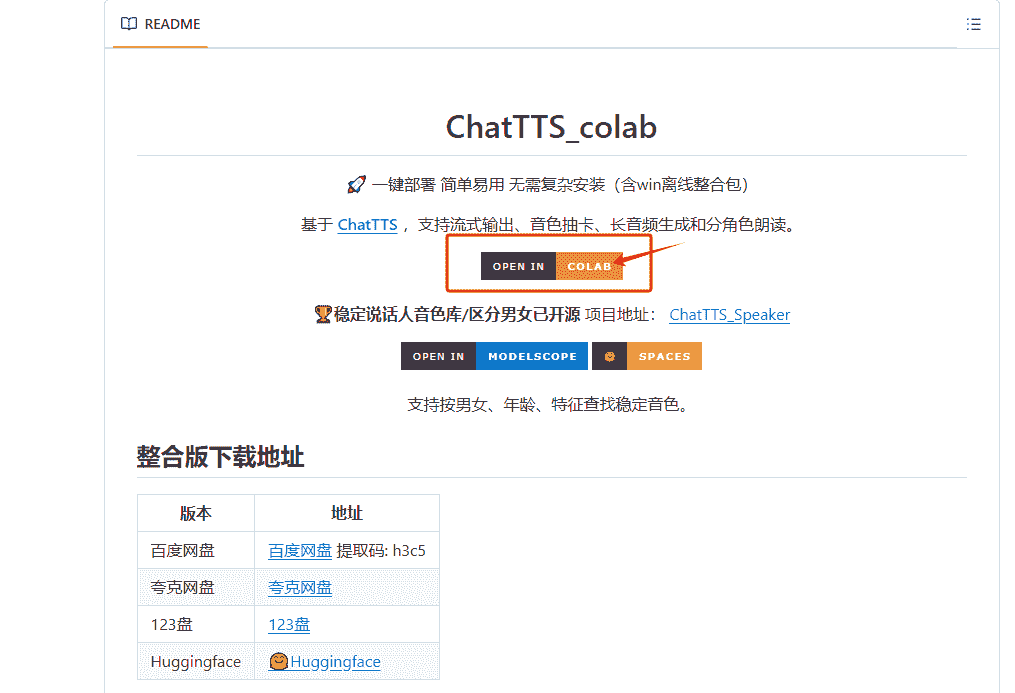 README
ChatTTS_colab
🚀 一键部署 简单易用 无需复杂安装（含win离线整合包）
基于 ChatTTS ，支持流式输出、音色抽卡、长音频生成和分角色朗读。
OPEN IN COLAB
🏆稳定说话人音色库/区分男女已开源 项目地址： ChatTTS_Speaker
OPEN IN MODELSCOPE 🤗 SPACES
支持按男女、年龄、特征查找稳定音色。
整合版下载地址
版本 地址
百度网盘 百度网盘 提取码: h3c5
夸克网盘 夸克网盘
123盘 123盘
Huggingface 🤗Huggingface